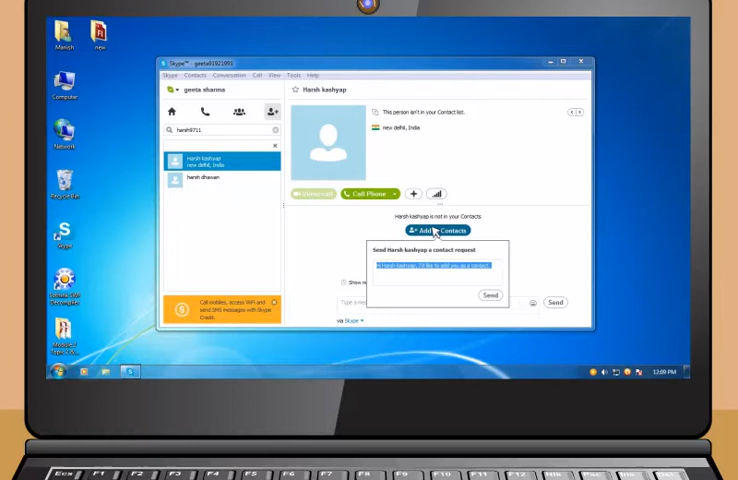 Manish
new
Computer
Network
Recycle Bin
Skype
Skype™ - geeta01921991
Skype Contacts Conversation Call View Tools Help
geeta sharma
Harsh kashyap
This person isn't in your Contact list.
new delhi, India
harsh9711
Harsh kashyap
new delhi, India
harsh dhawan
Call Phone
Harsh kashyap is not in your Contacts
Add Contacts
Send Harsh kashyap a contact request
Hi Harsh kashyap, I'd like to add you as a contact.
Send
Show
Type a
Send
via Skype
Call mobiles, access WiFi and
send SMS messages with Skype
Credit.
12:09 PM
Esc F1 F2 F3 F4 F5 F6 F7 F8 F9 F10 F11 F12